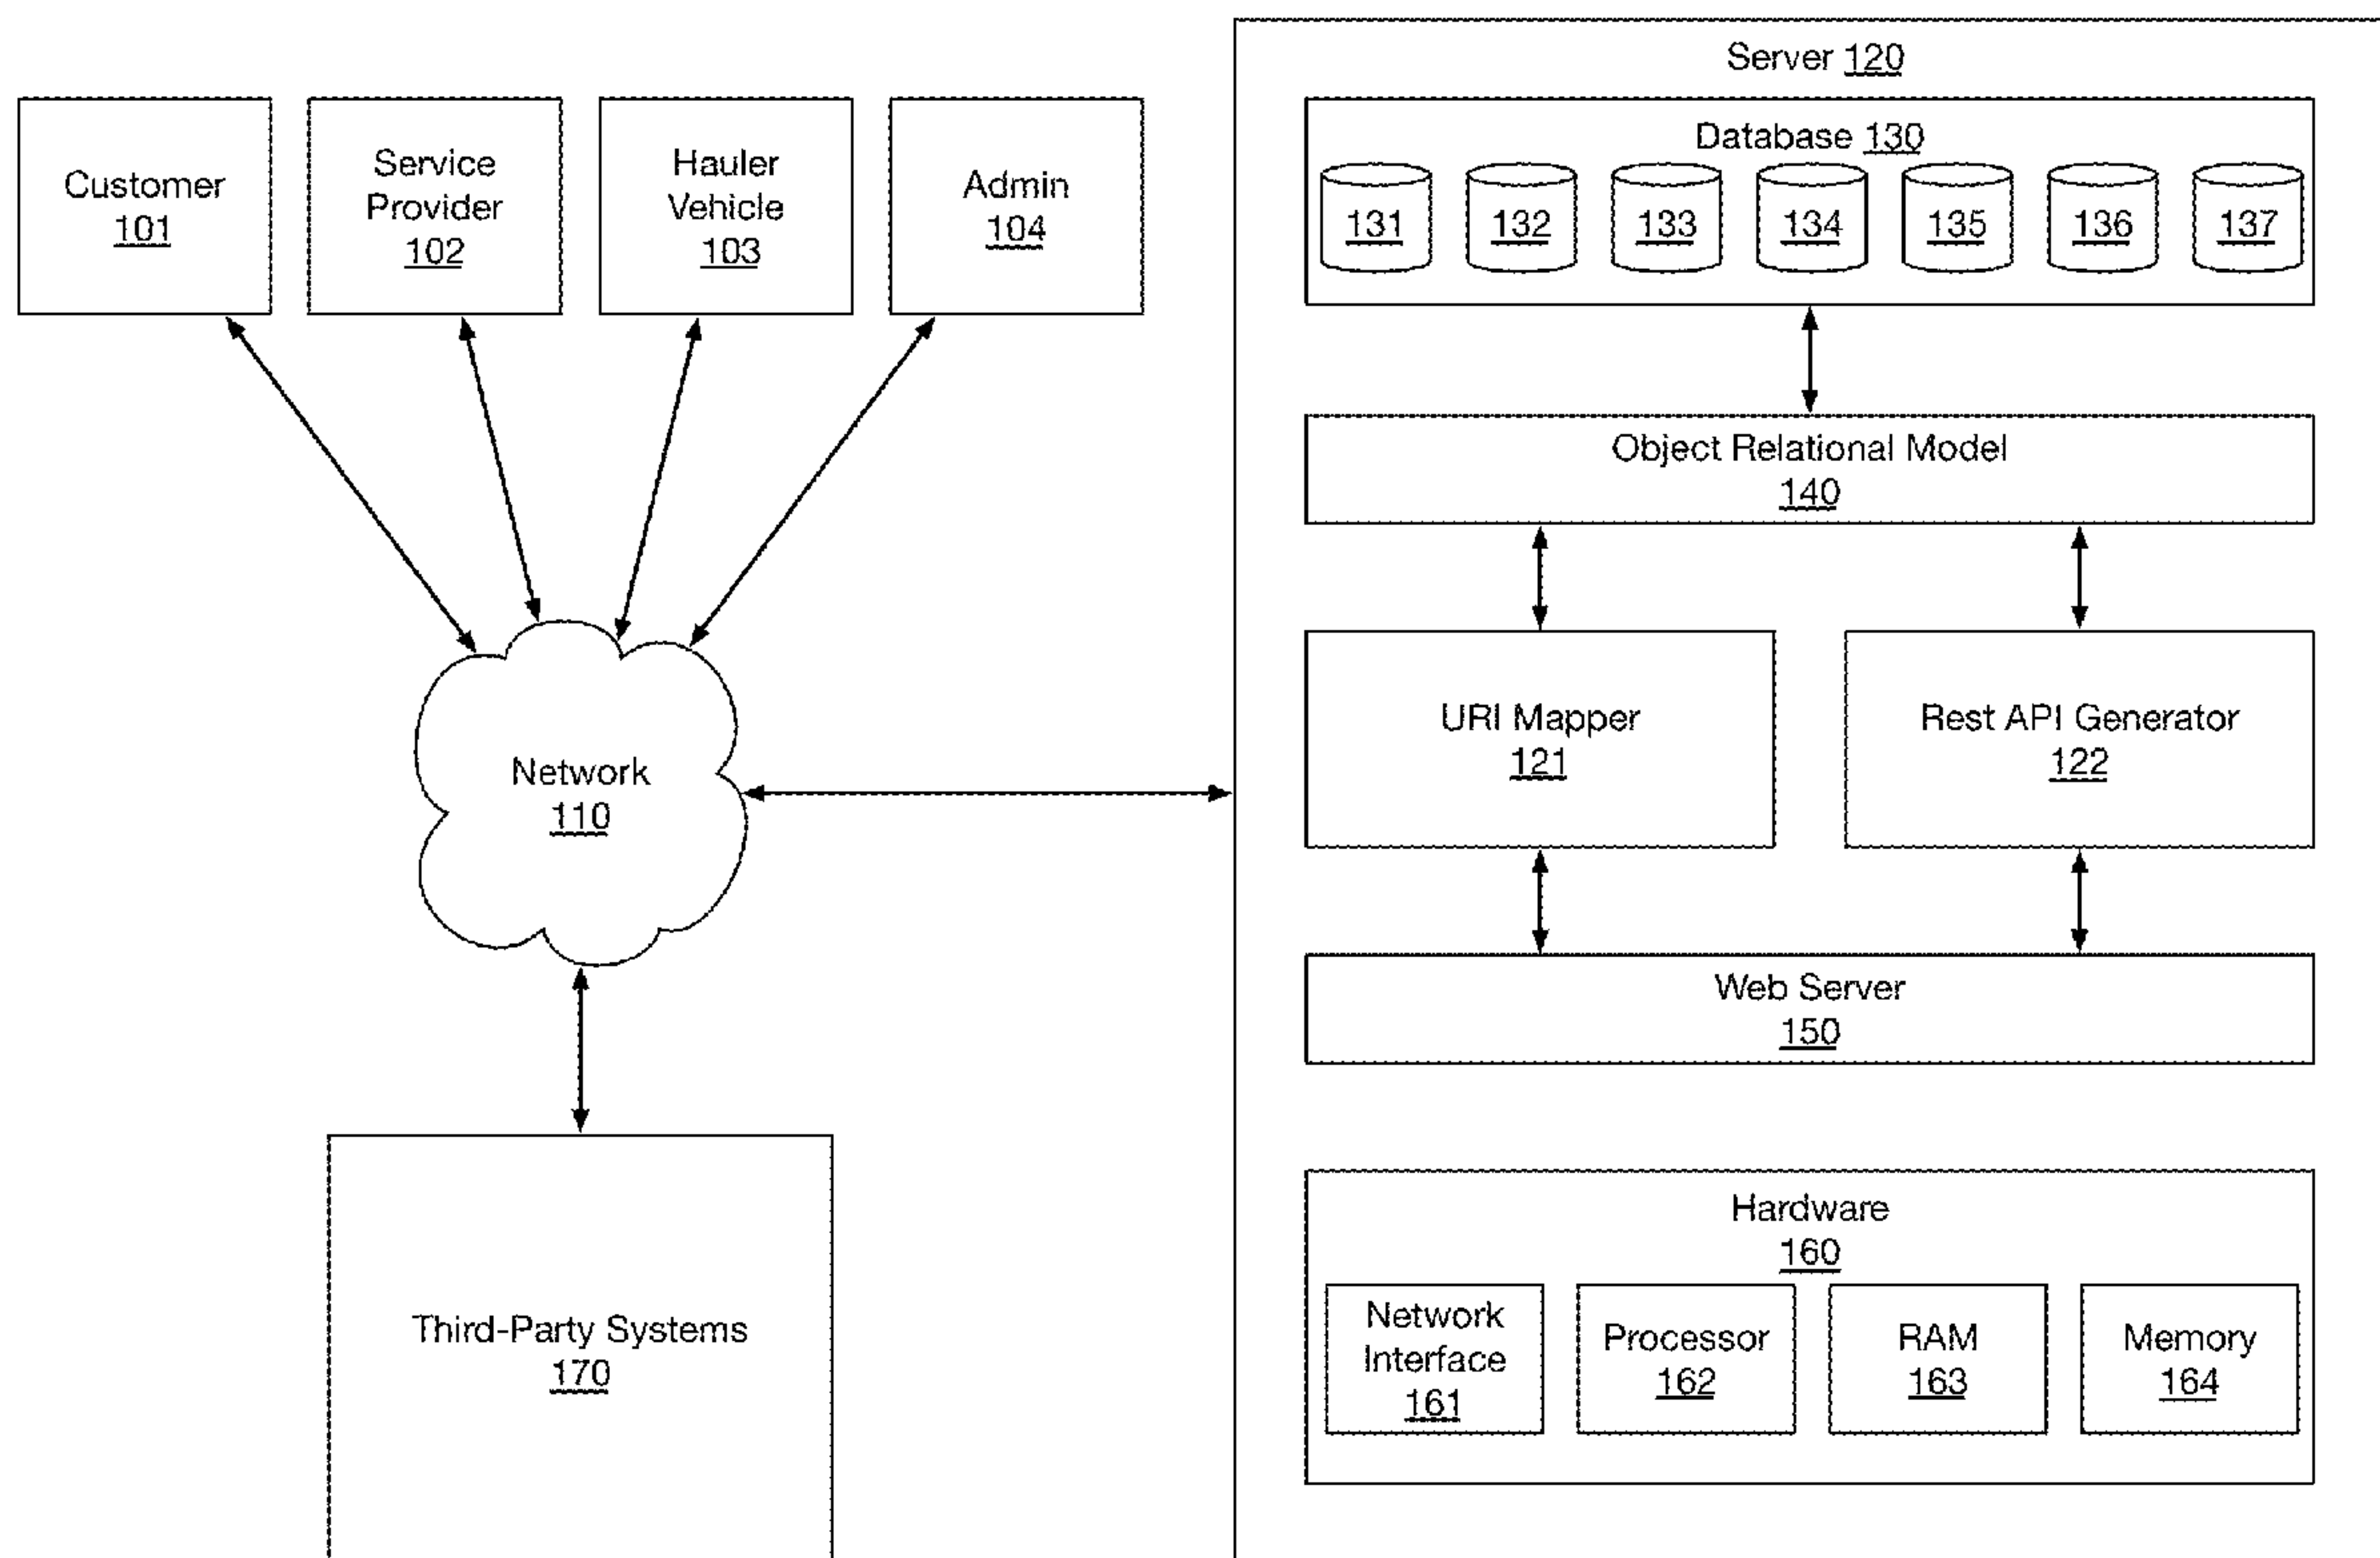 Customer
101
Service
Provider
102
Hauler
Vehicle
103
Admin
104
Network
110
Third-Party Systems
170
Server 120
Database 130
131 132 133 134 135 136 137
Object Relational Model
140
URI Mapper
121
Rest API Generator
122
Web Server
150
Hardware
160
Network
Interface
161
Processor
162
RAM
163
Memory
164